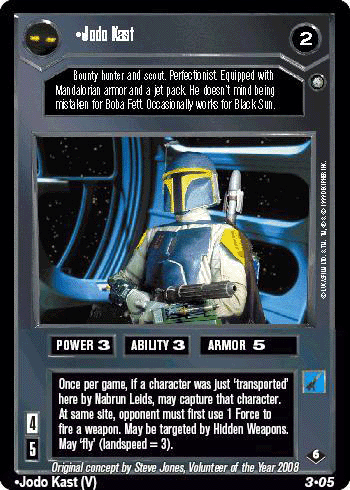 •Jodo Kast
2
Bounty hunter and scout. Perfectionist. Equipped with
Mandalorian armor and a jet pack. He doesn't mind being
mistaken for Boba Fett. Occasionally works for Black Sun.
POWER 3 ABILITY 3 ARMOR 5
Once per game, if a character was just 'transported'
here by Nabrun Leids, may capture that character.
At same site, opponent must first use 1 Force to
fire a weapon. May be targeted by Hidden Weapons.
May 'fly' (landspeed = 3).
4
5
6
Original concept by Steve Jones, Volunteer of the Year 2008
•Jodo Kast (V) 3•05